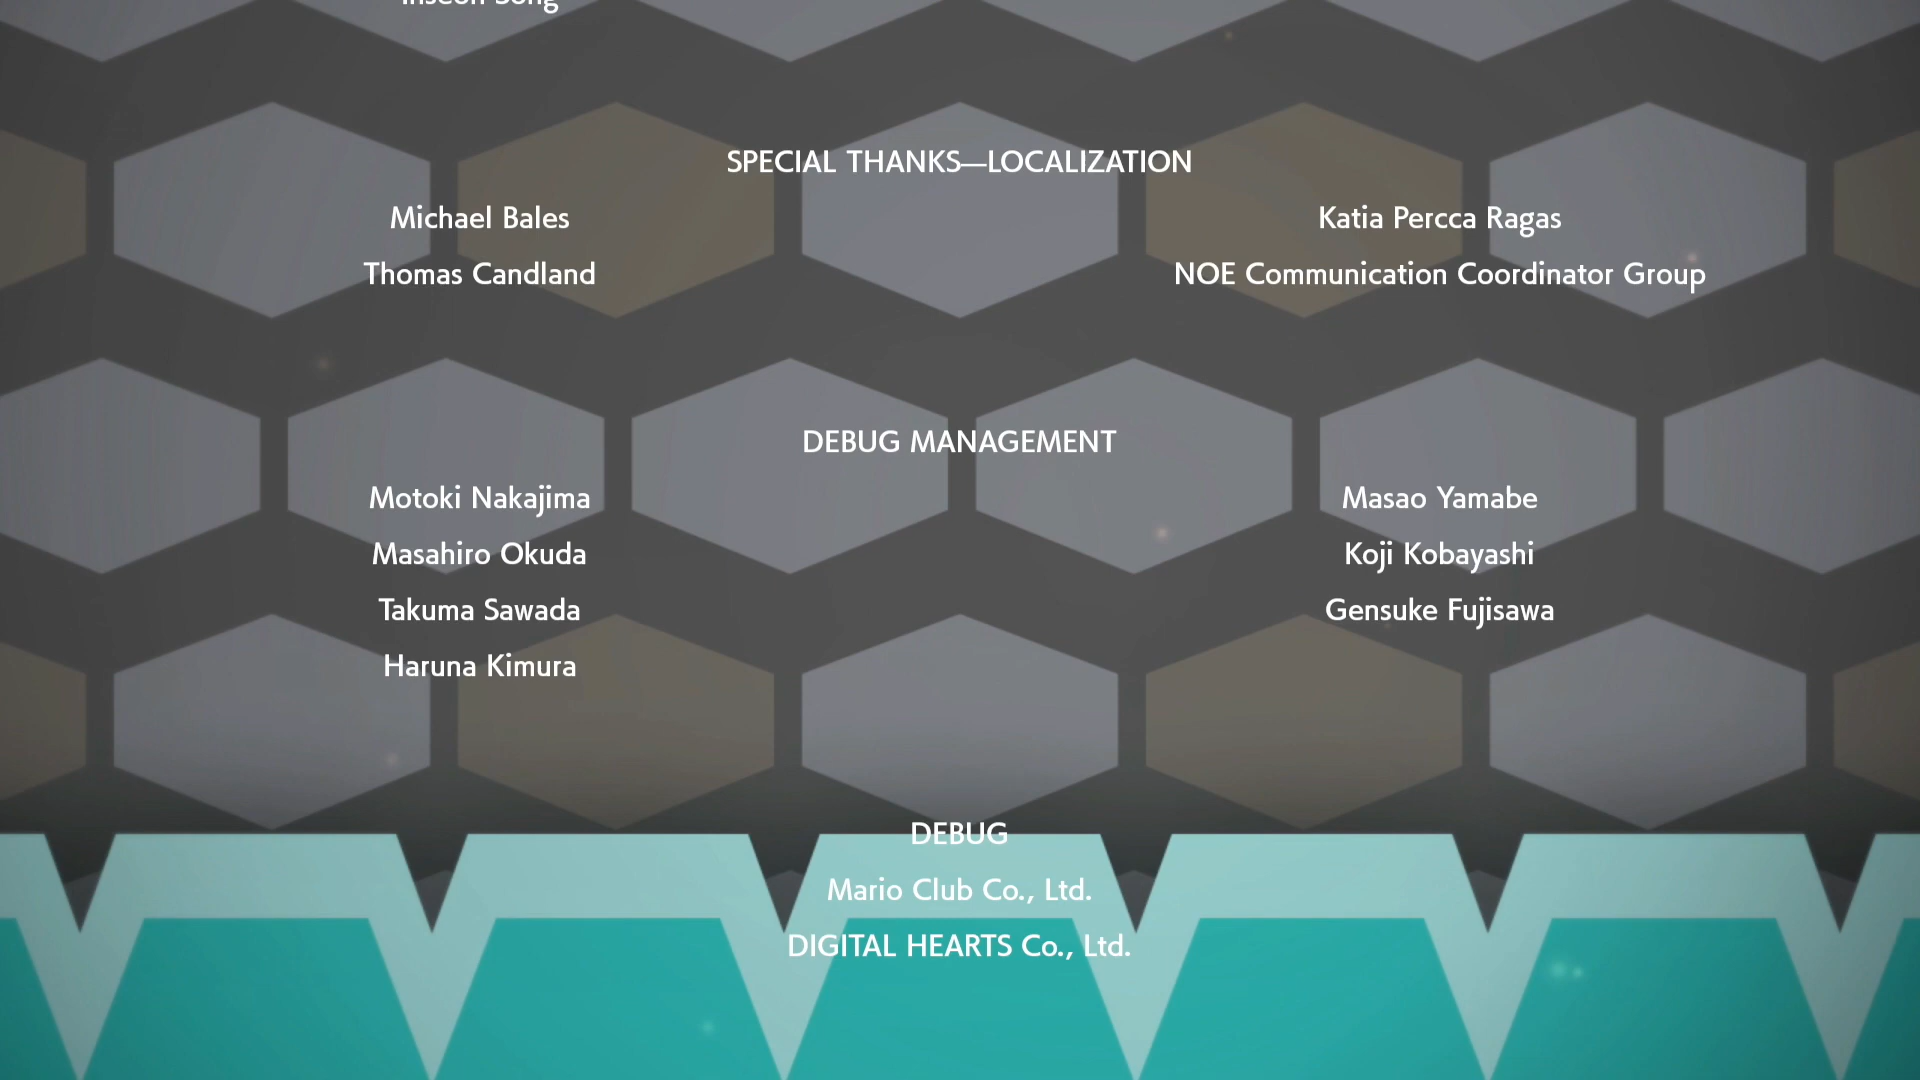 Inseon Song
SPECIAL THANKS—LOCALIZATION
Michael Bales
Katia Percca Ragas
Thomas Candland
NOE Communication Coordinator Group
DEBUG MANAGEMENT
Motoki Nakajima
Masao Yamabe
Masahiro Okuda
Koji Kobayashi
Takuma Sawada
Gensuke Fujisawa
Haruna Kimura
DEBUG
Mario Club Co., Ltd.
DIGITAL HEARTS Co., Ltd.